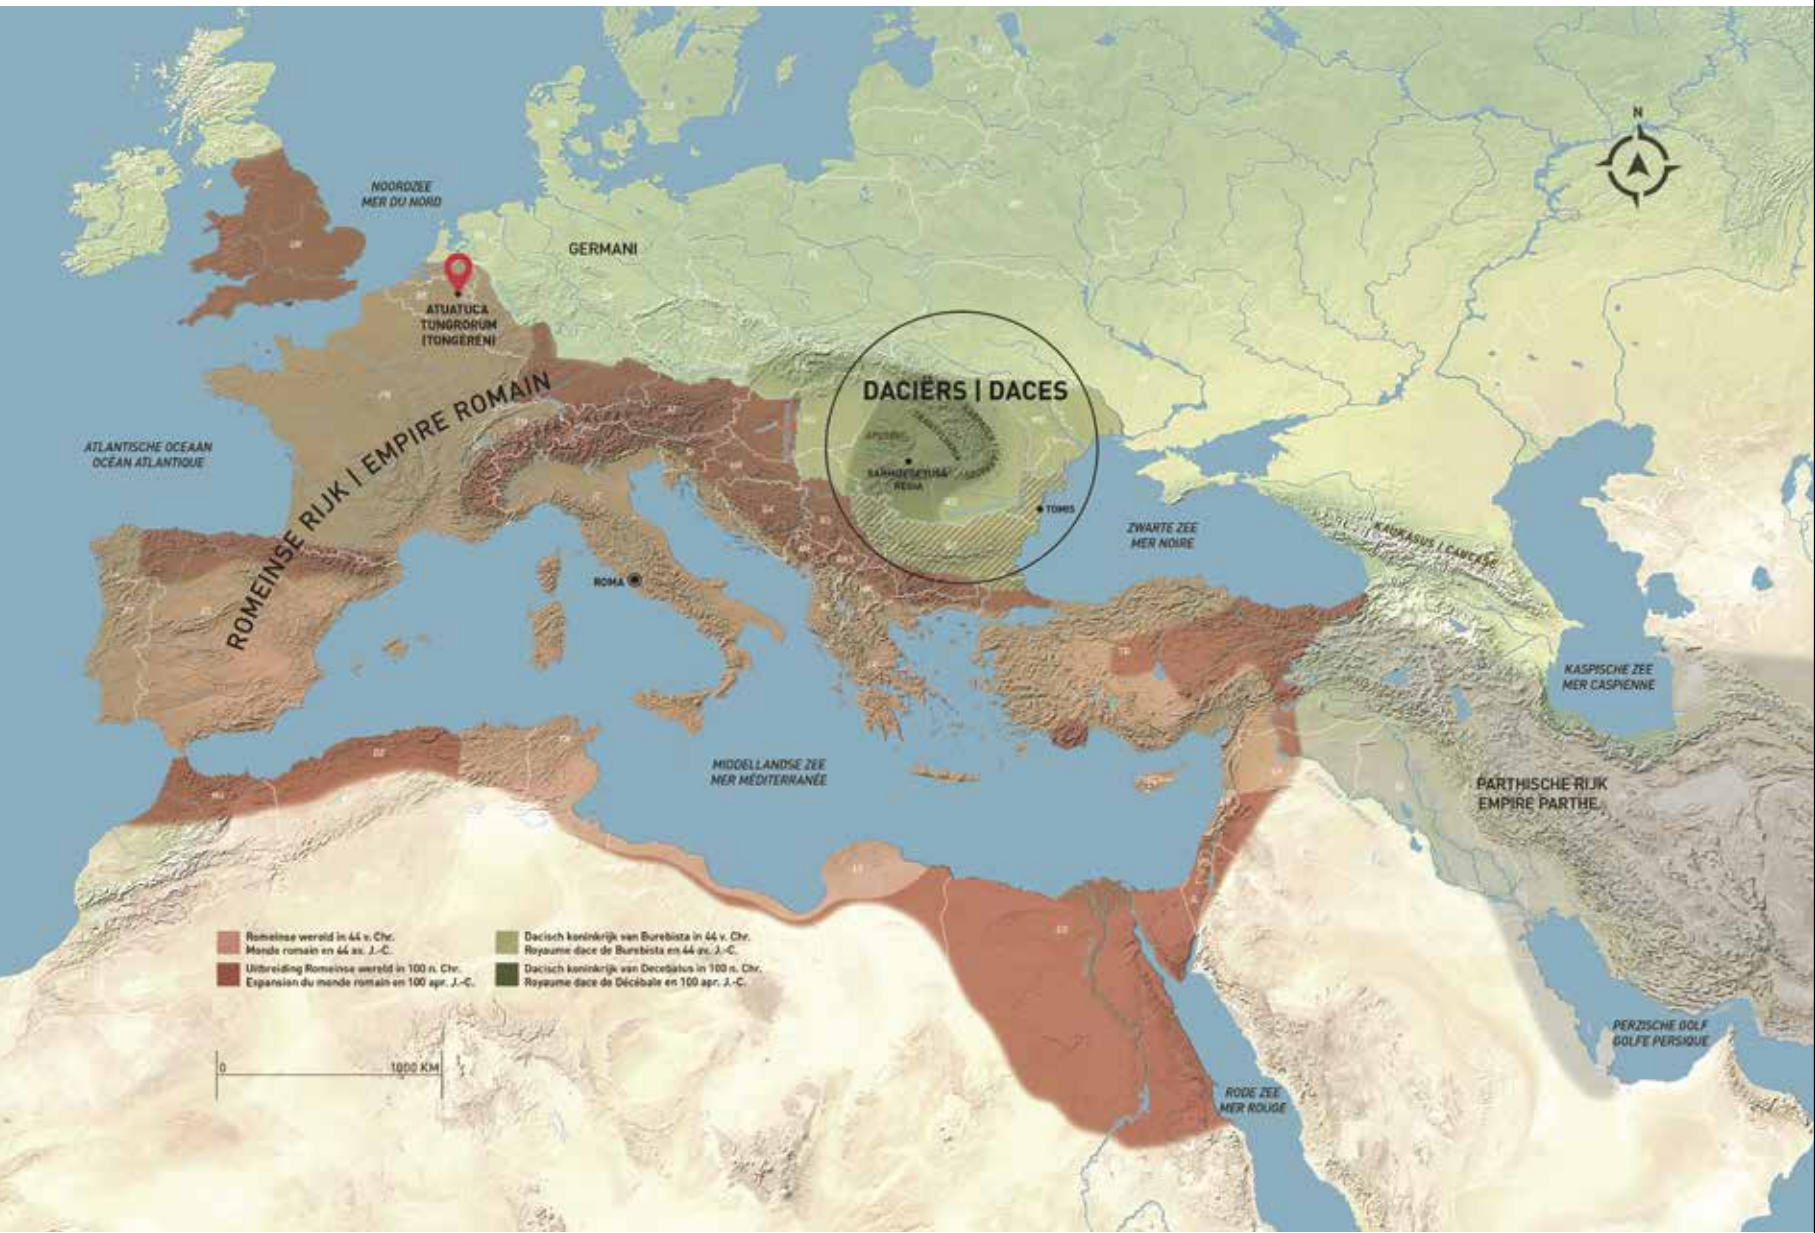 N
NOORDZEE
MER DU NORD
GERMANI
ATUATUCA
TUNGRORUM
(TONGEREN)
ROMEINSE RIJK | EMPIRE ROMAIN
DACIËRS | DACES
ATLANTISCHE OCEAAN
OCÉAN ATLANTIQUE
SARMIZEGETUSA
REGIA
TOMIS
ZWARTE ZEE
MER NOIRE
KAUKASUS | CAUCASE
ROMA
KASPISCHE ZEE
MER CASPIENNE
MIDDELLANDSE ZEE
MER MÉDITERRANÉE
PARTHISCHE RIJK
EMPIRE PARTHE
Romeinse wereld in 44 v. Chr.
Monde romain en 44 av. J.-C.
Uitbreiding Romeinse wereld in 100 n. Chr.
Expansion du monde romain en 100 apr. J.-C.
Dacisch koninkrijk van Burebista in 44 v. Chr.
Royaume dace de Burebista en 44 av. J.-C.
Dacisch koninkrijk van Decebalus in 100 n. Chr.
Royaume dace de Décébale en 100 apr. J.-C.
0 1000 KM
PERZISCHE GOLF
GOLFE PERSIQUE
RODE ZEE
MER ROUGE